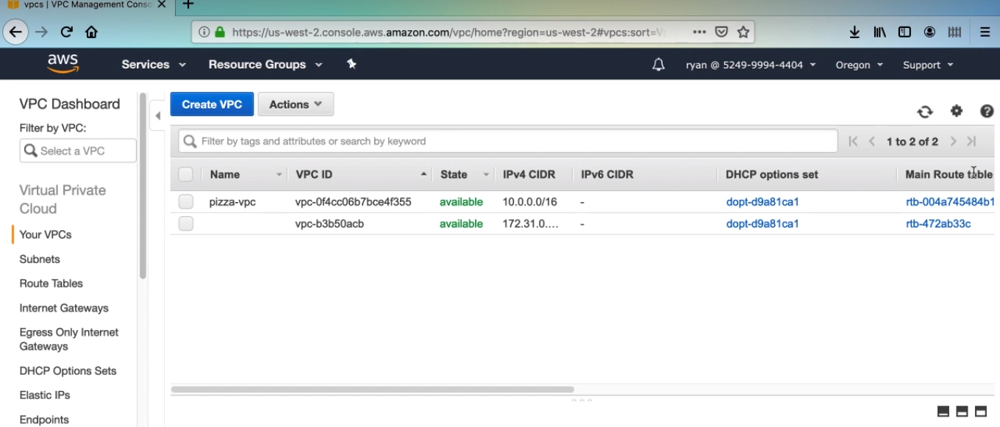 vpcs | VPC Management Conso
https://us-west-2.console.aws.amazon.com/vpc/home?region=us-west-2#vpcs:sort=V
aws Services Resource Groups ryan @ 5249-9994-4404 Oregon Support
VPC Dashboard
Filter by VPC:
Select a VPC
Virtual Private
Cloud
Your VPCs
Subnets
Route Tables
Internet Gateways
Egress Only Internet
Gateways
DHCP Options Sets
Elastic IPs
Endpoints
Create VPC Actions
Filter by tags and attributes or search by keyword
1 to 2 of 2
Name VPC ID State IPv4 CIDR IPv6 CIDR DHCP options set Main Route table
pizza-vpc vpc-0f4cc06b7bce4f355 available 10.0.0.0/16 - dopt-d9a81ca1 rtb-004a745484b1
vpc-b3b50acb available 172.31.0.... - dopt-d9a81ca1 rtb-472ab33c